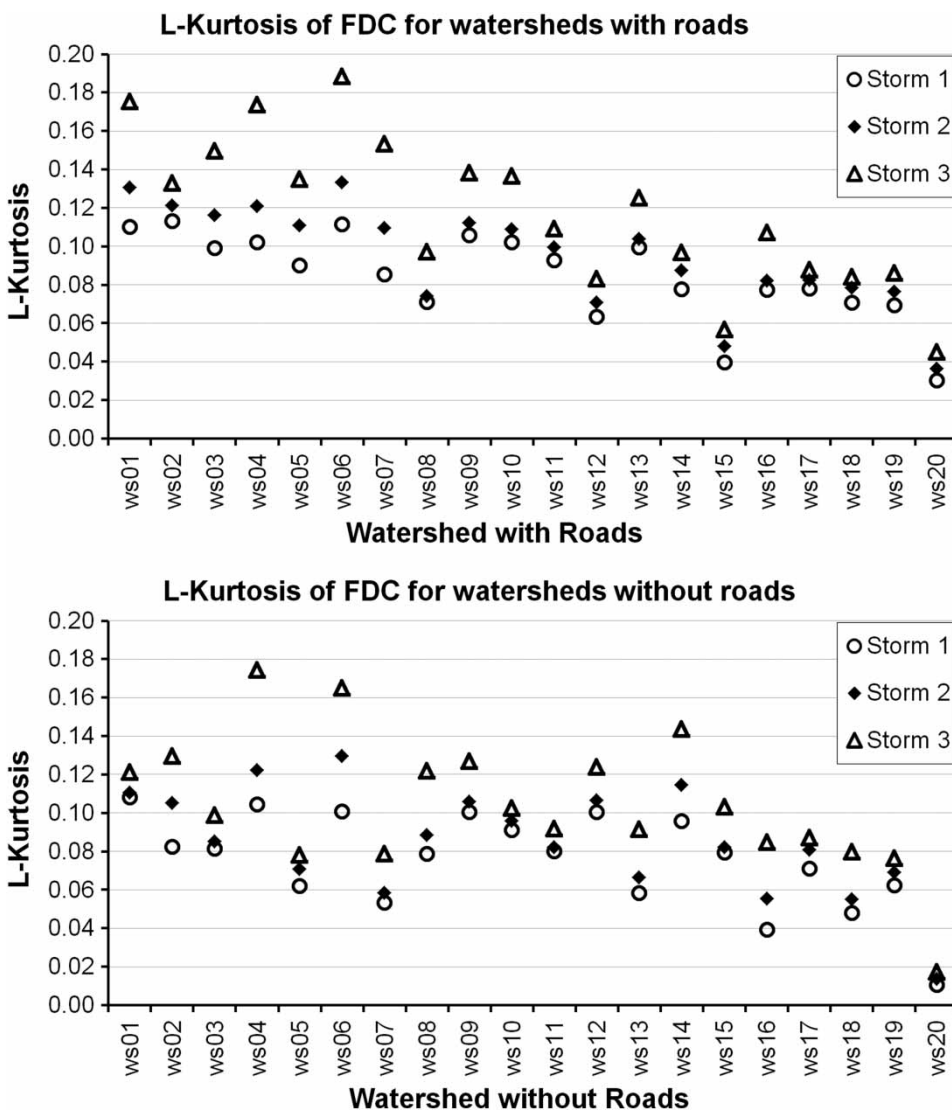 L-Kurtosis of FDC for watersheds with roads
L-Kurtosis
0.20
0.18
0.16
0.14
0.12
0.10
0.08
0.06
0.04
0.02
0.00
Storm 1
Storm 2
Storm 3
ws01
ws02
ws03
ws04
ws05
ws06
ws07
ws08
ws09
ws10
ws11
ws12
ws13
ws14
ws15
ws16
ws17
ws18
ws19
ws20
Watershed with Roads
L-Kurtosis of FDC for watersheds without roads
L-Kurtosis
0.20
0.18
0.16
0.14
0.12
0.10
0.08
0.06
0.04
0.02
0.00
Storm 1
Storm 2
Storm 3
ws01
ws02
ws03
ws04
ws05
ws06
ws07
ws08
ws09
ws10
ws11
ws12
ws13
ws14
ws15
ws16
ws17
ws18
ws19
ws20
Watershed without Roads